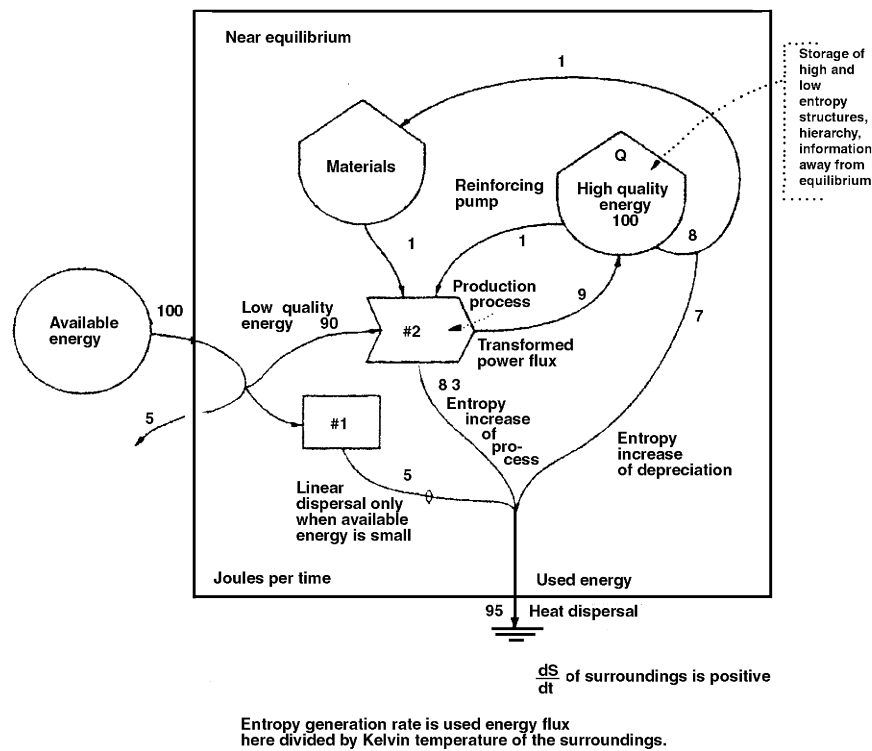 Near equilibrium
1
Storage of
high and
low
entropy
structures,
hierarchy,
information
away from
equilibrium
Materials
Q
High quality
energy
100
Reinforcing
pump
1
1
8
Available
energy
100
Low quality
energy 90
#2
Production
process
9
Transformed
power flux
7
5
#1
8 3
Entropy
increase
of
pro-
cess
Entropy
increase
of depreciation
5
Linear
dispersal only
when available
energy is small
Joules per time
Used energy
95
Heat dispersal
dS
dt
of surroundings is positive
Entropy generation rate is used energy flux
here divided by Kelvin temperature of the surroundings.